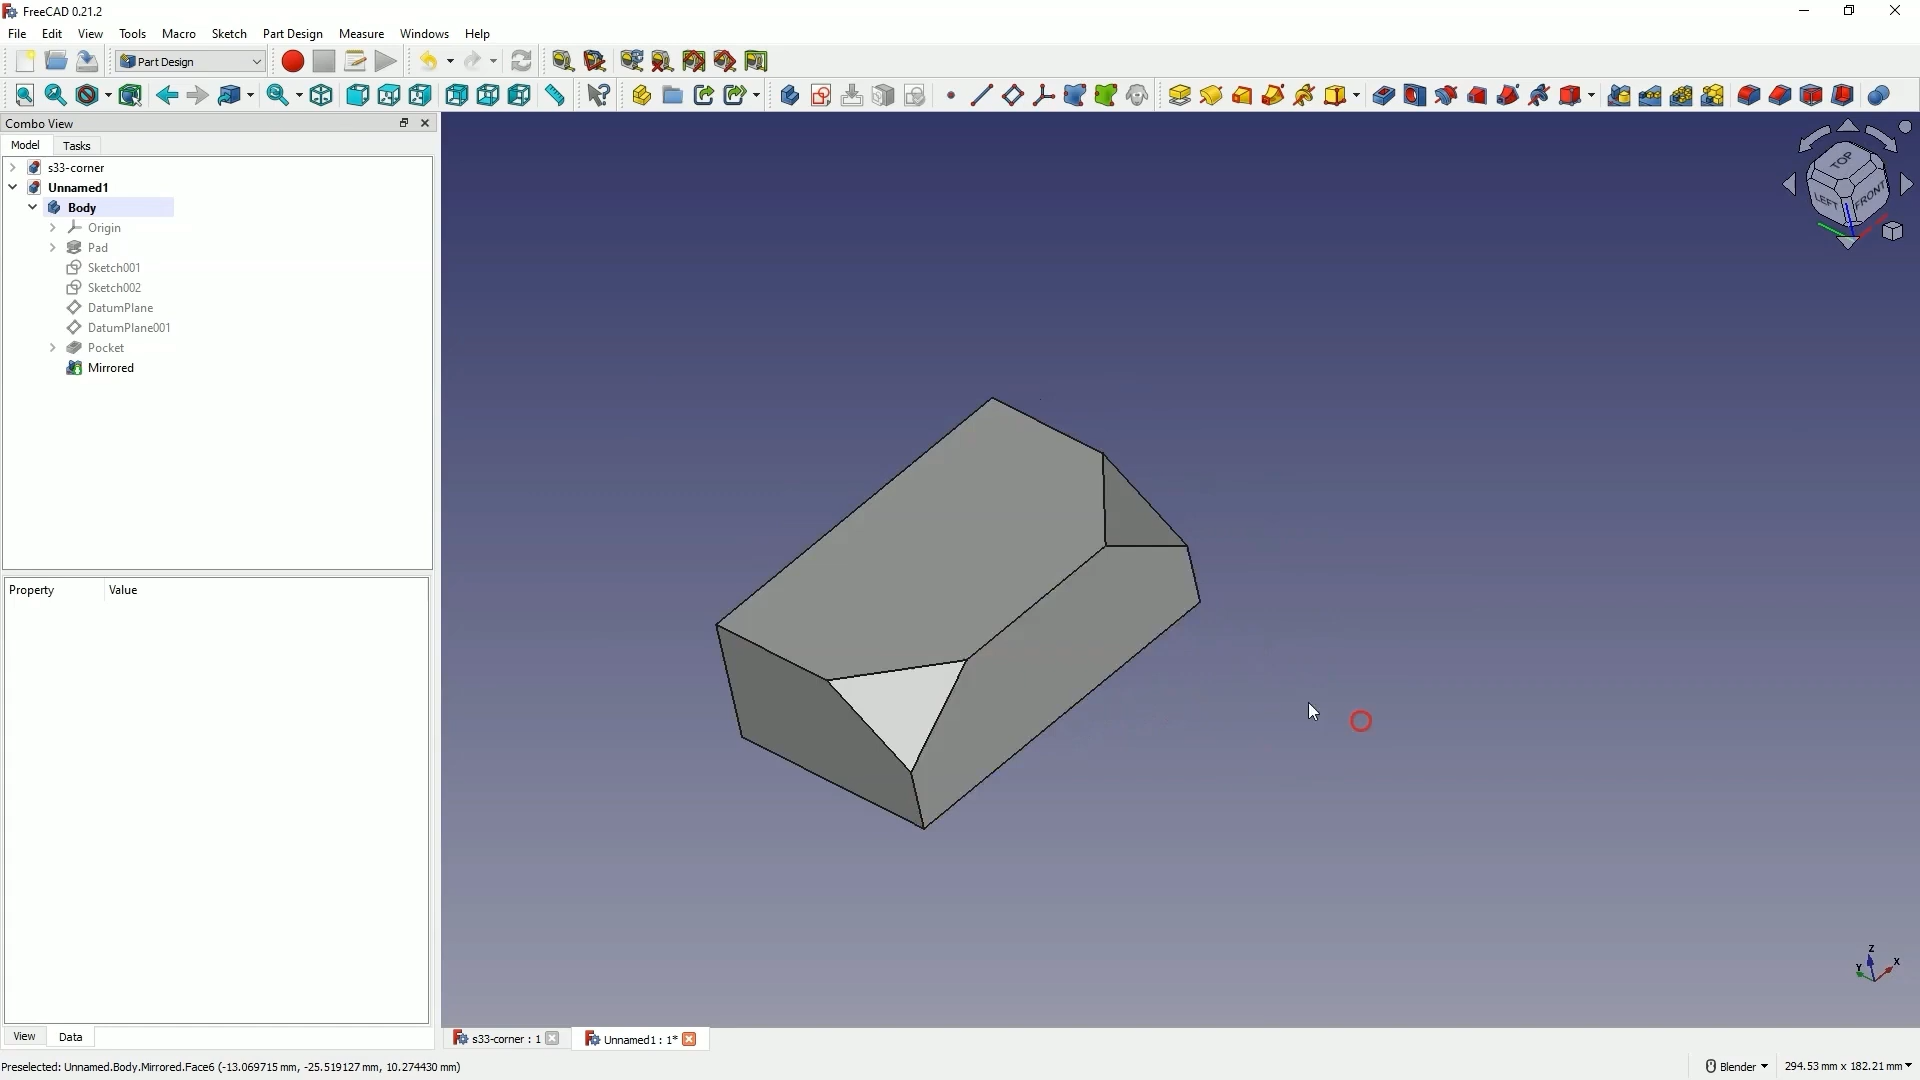 FreeCAD 0.21.2
File Edit View Tools Macro Sketch Part Design Measure Windows Help
Part Design
Combo View
Model Tasks
s33-corner
Unnamed1
Body
Origin
Pad
Sketch001
Sketch002
DatumPlane
DatumPlane001
Pocket
Mirrored
Property Value
TOP
LEFT FRONT
Z
Y X
View Data
s33-corner : 1 Unnamed1 : 1*
Preselected: Unnamed.Body.Mirrored.Face6 (-13.069715 mm, -25.519127 mm, 10.274430 mm)
Blender 294.53 mm x 182.21 mm